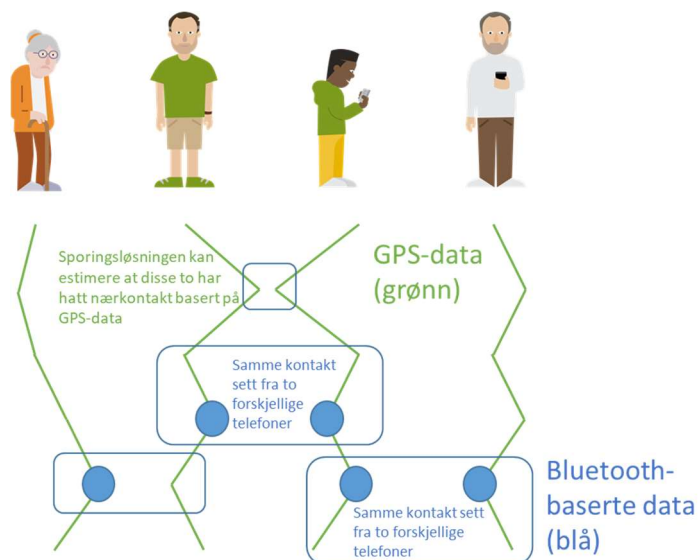 Sporingsløsningen kan
estimere at disse to har
hatt nærkontakt basert på
GPS-data
GPS-data
(grønn)
Samme kontakt
sett fra to
forskjellige
telefoner
Bluetooth-
baserte data
(blå)
Samme kontakt sett
fra to forskjellige
telefoner